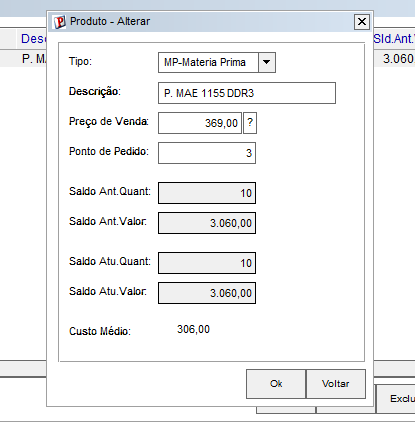 Produto - Alterar
Tipo: MP-Materia Prima
Descrição: P. MAE 1155 DDR3
Preço de Venda: 369,00 ?
Ponto de Pedido: 3
Saldo Ant.Quant: 10
Saldo Ant.Valor: 3.060,00
Saldo Atu.Quant: 10
Saldo Atu.Valor: 3.060,00
Custo Médio: 306,00
Ok Voltar
Desc Sld.Ant.
P. MA 3.060
Exclu